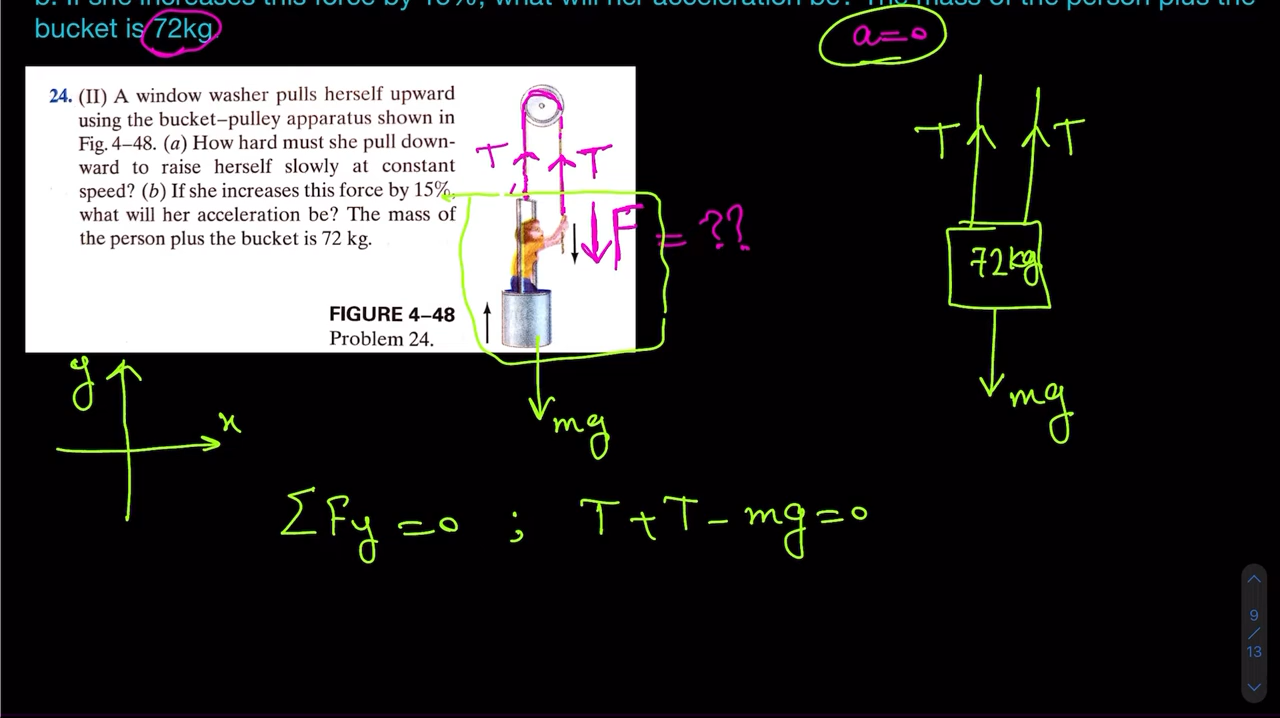 bucket is 72kg
a=0
24. (II) A window washer pulls herself upward
using the bucket–pulley apparatus shown in
Fig. 4–48. (a) How hard must she pull down-
ward to raise herself slowly at constant
speed? (b) If she increases this force by 15%,
what will her acceleration be? The mass of
the person plus the bucket is 72 kg.
FIGURE 4–48
Problem 24.
T T
F = ??
mg
T T
72kg
mg
y
x
ΣFy =0 ; T+T- mg=0
9
/
13